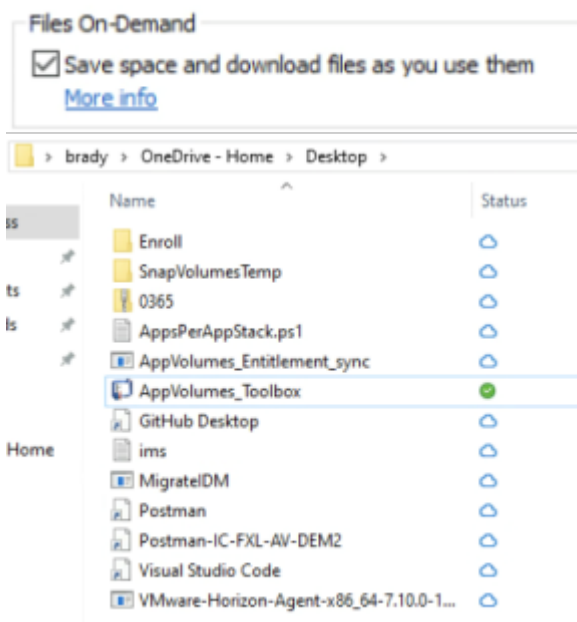 Files On-Demand
Save space and download files as you use them
More info
brady > OneDrive - Home > Desktop >
Name Status
ss
Enroll
SnapVolumesTemp
ts 0365
ls AppsPerAppStack.ps1
AppVolumes_Entitlement_sync
AppVolumes_Toolbox
GitHub Desktop
Home ims
MigrateIDM
Postman
Postman-IC-FXL-AV-DEM2
Visual Studio Code
VMware-Horizon-Agent-x86_64-7.10.0-1...